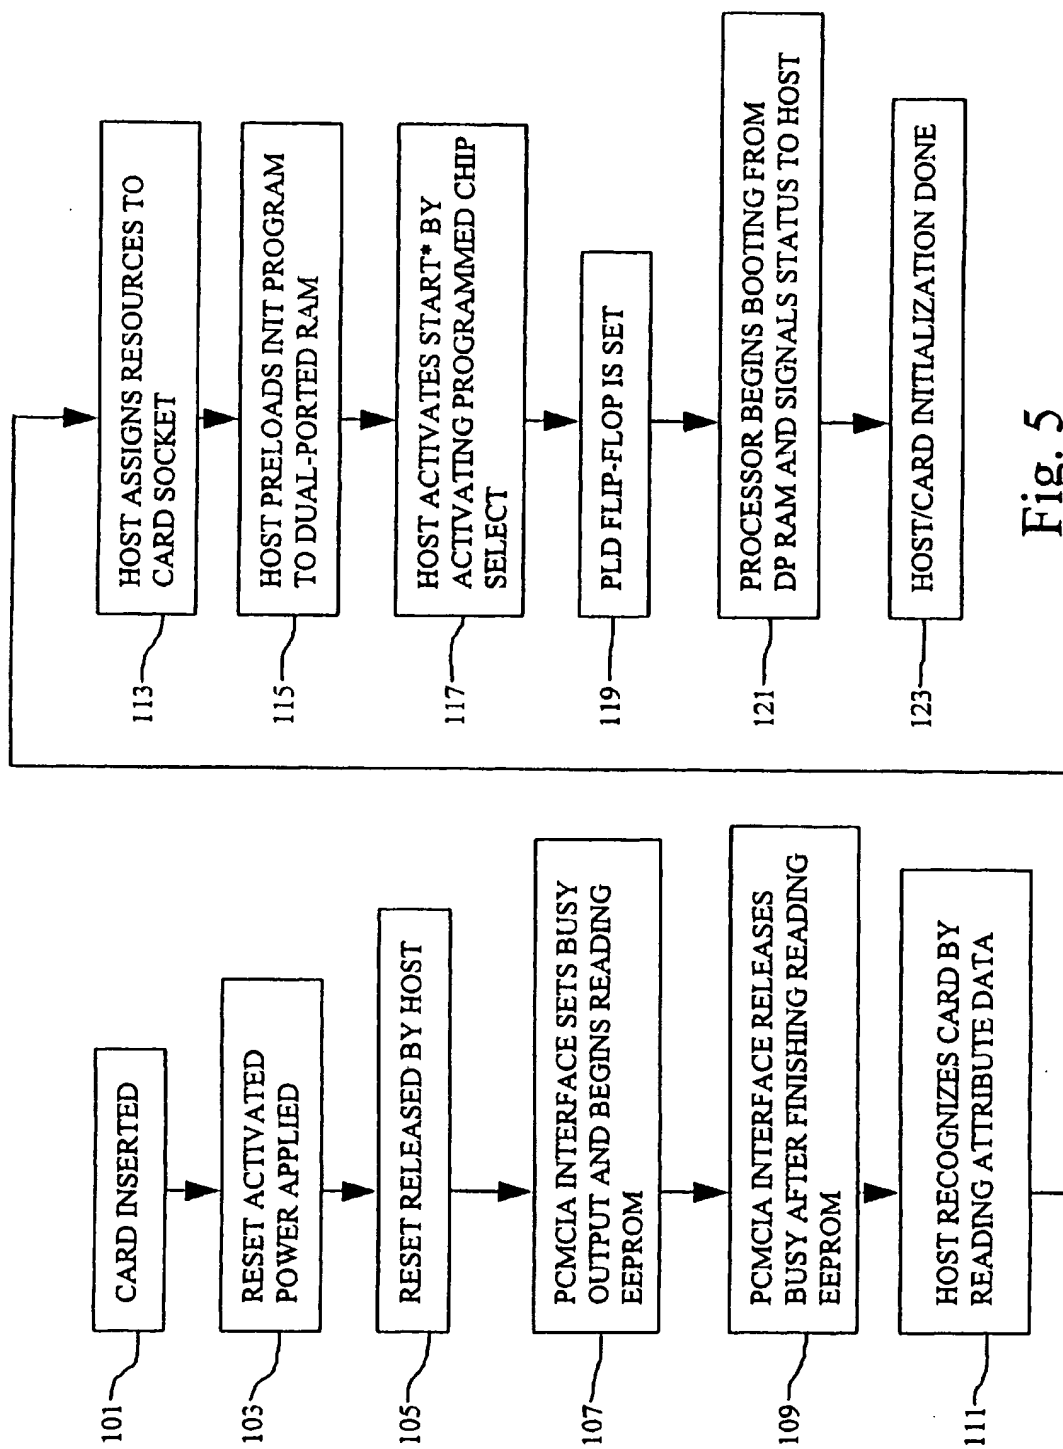 101
CARD INSERTED
103
RESET ACTIVATED
POWER APPLIED
105
RESET RELEASED BY HOST
107
PCMCIA INTERFACE SETS BUSY
OUTPUT AND BEGINS READING
EEPROM
109
PCMCIA INTERFACE RELEASES
BUSY AFTER FINISHING READING
EEPROM
111
HOST RECOGNIZES CARD BY
READING ATTRIBUTE DATA
113
HOST ASSIGNS RESOURCES TO
CARD SOCKET
115
HOST PRELOADS INIT PROGRAM
TO DUAL-PORTED RAM
117
HOST ACTIVATES START* BY
ACTIVATING PROGRAMMED CHIP
SELECT
119
PLD FLIP-FLOP IS SET
121
PROCESSOR BEGINS BOOTING FROM
DP RAM AND SIGNALS STATUS TO HOST
123
HOST/CARD INITIALIZATION DONE
Fig. 5